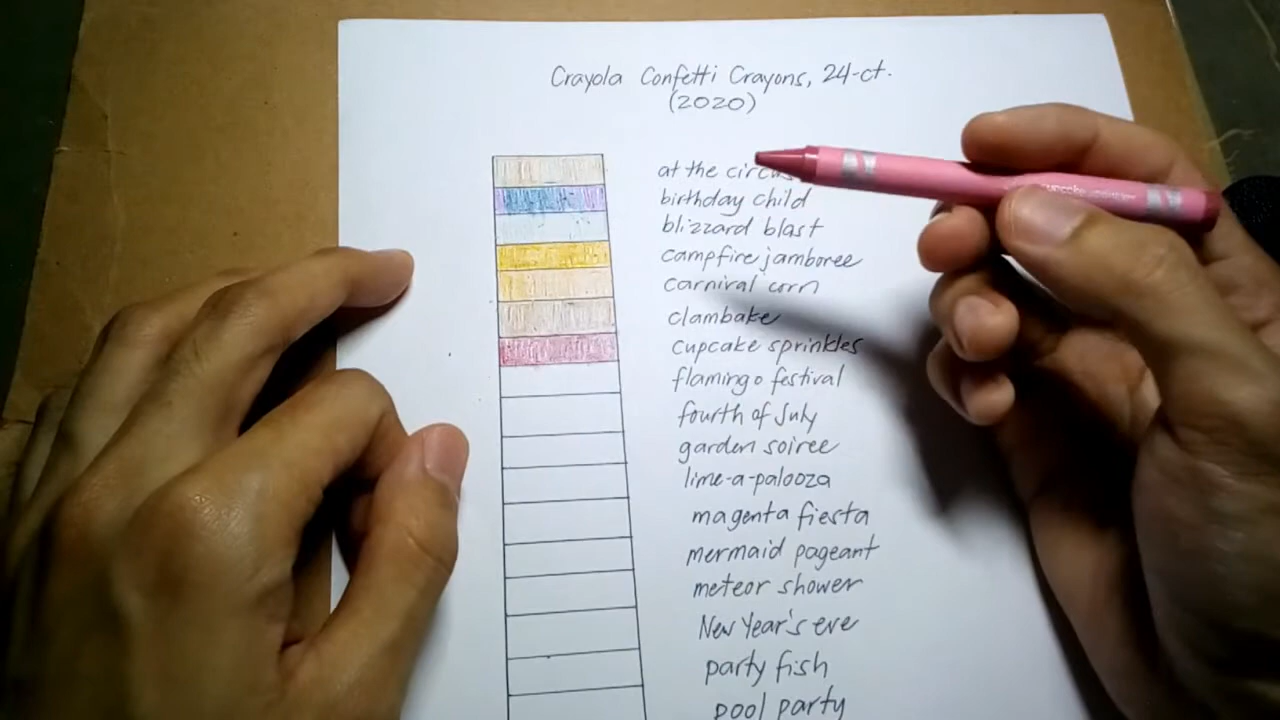 Crayola Confetti Crayons, 24-ct.
(2020)
at the circus
birthday child
blizzard blast
campfire jamboree
carnival corn
clambake
cupcake sprinkles
flamingo festival
fourth of July
garden soiree
lime-a-palooza
magenta fiesta
mermaid pageant
meteor shower
New Year's eve
party fish
pool party